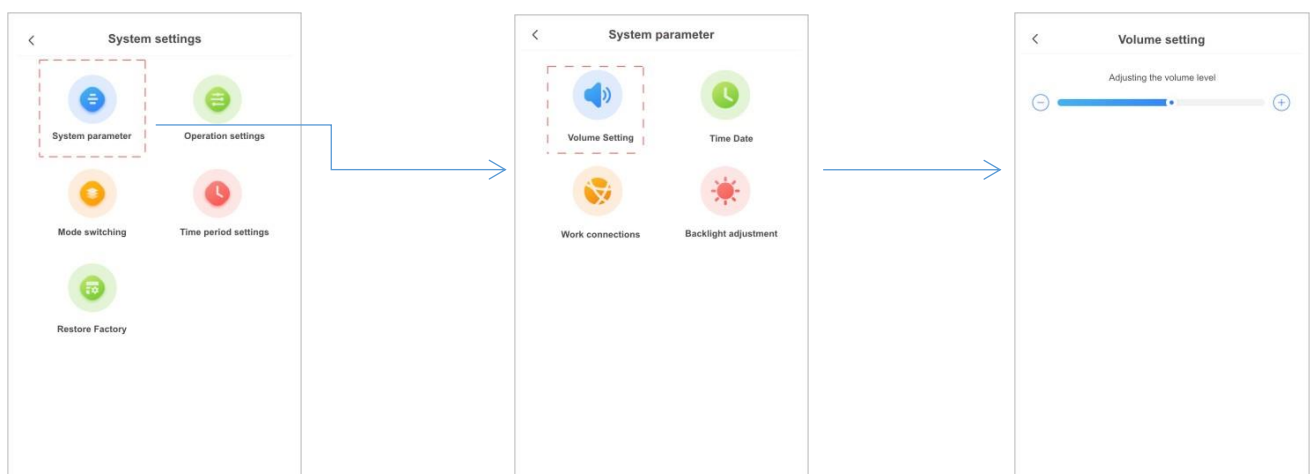 System settings
System parameter
Operation settings
Mode switching
Time period settings
Restore Factory
System parameter
Volume Setting
Time Date
Work connections
Backlight adjustment
Volume setting
Adjusting the volume level